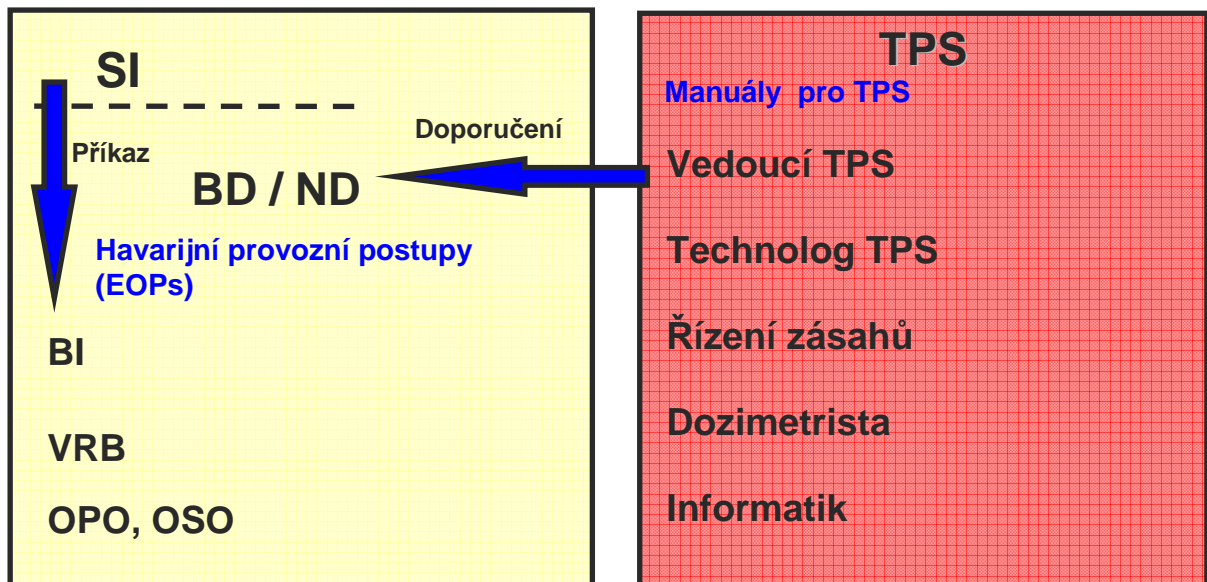 SI
Příkaz
BD / ND
Havarijní provozní postupy
(EOPs)
BI
VRB
OPO, OSO
Doporučení
TPS
Manuály pro TPS
Vedoucí TPS
Technolog TPS
Řízení zásahů
Dozimetrista
Informatik